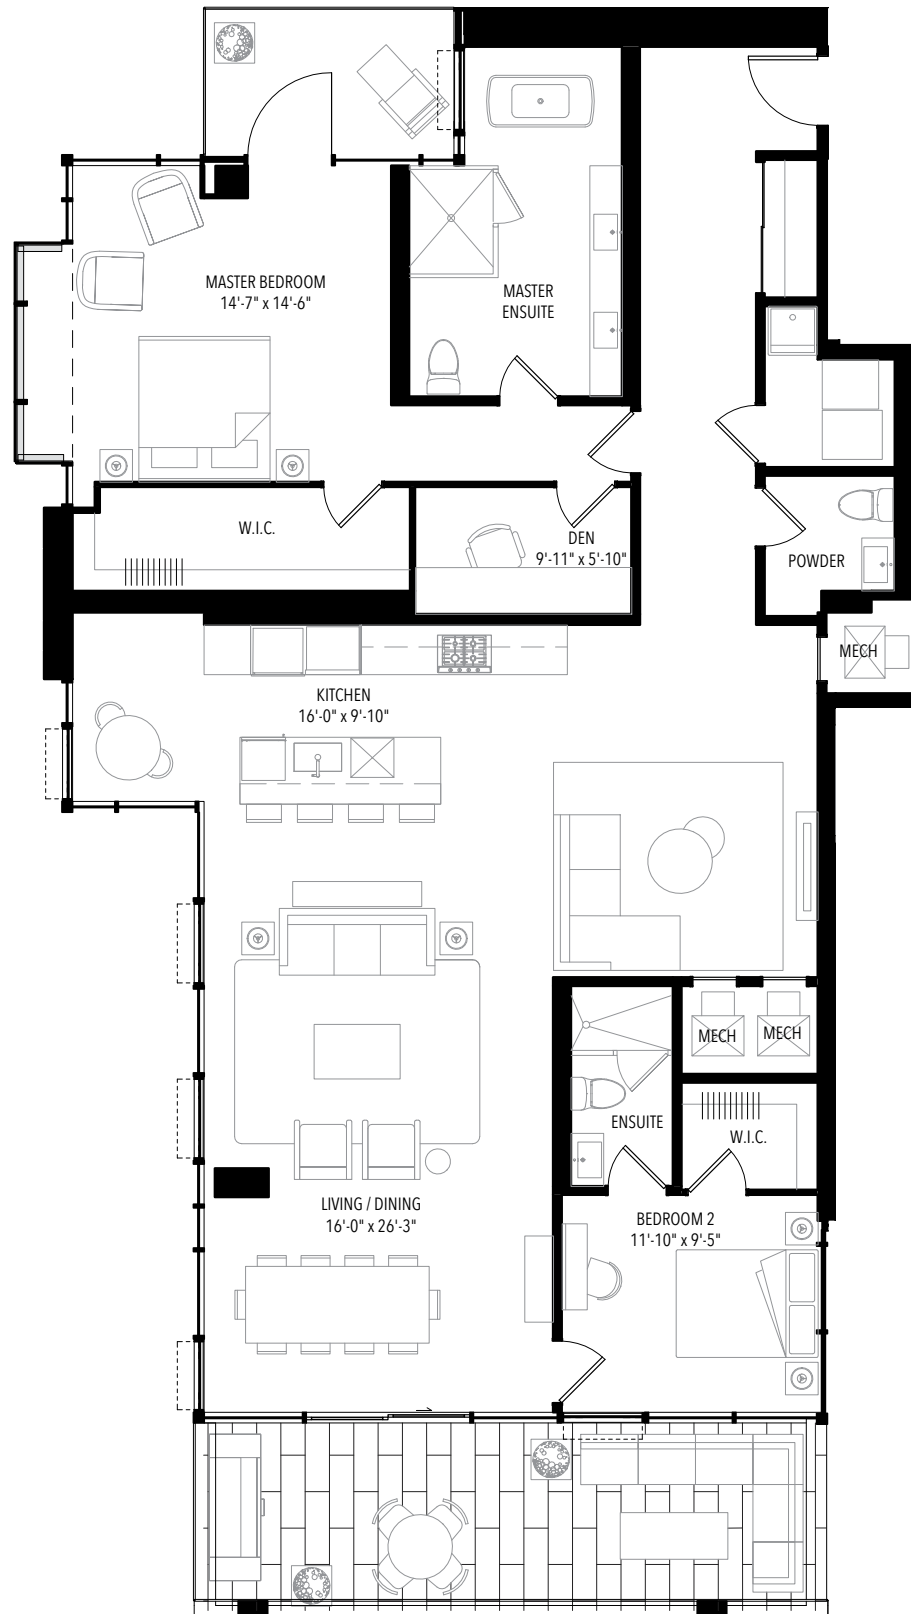 MASTER BEDROOM
14'-7" x 14'-6"
MASTER
ENSUITE
W.I.C.
DEN
9'-11" x 5'-10"
POWDER
MECH
KITCHEN
16'-0" x 9'-10"
MECH
MECH
ENSUITE
W.I.C.
LIVING / DINING
16'-0" x 26'-3"
BEDROOM 2
11'-10" x 9'-5"